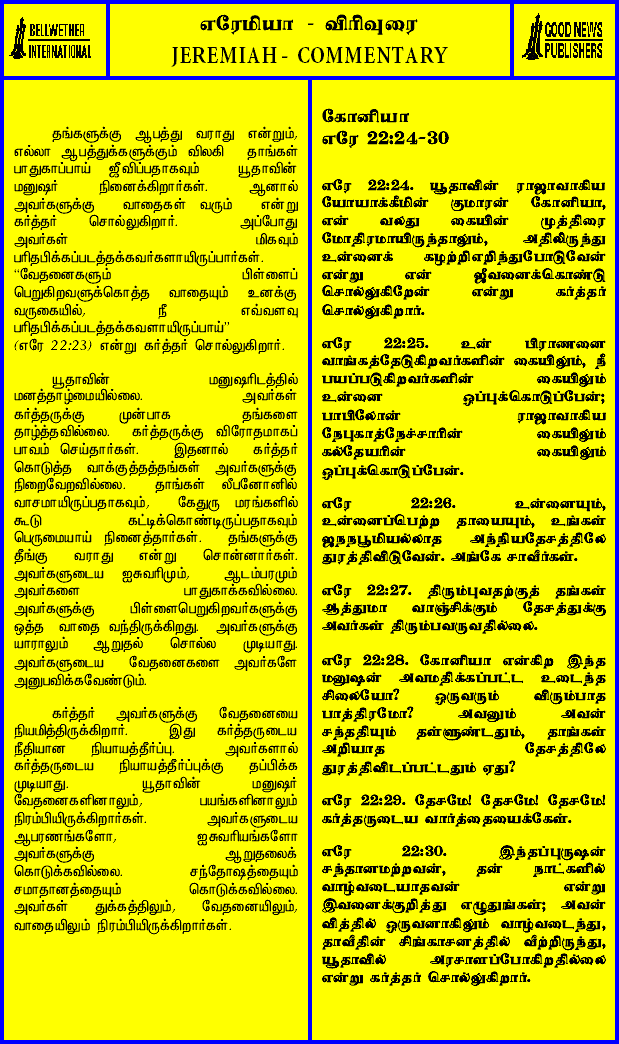 BELLWETHER
INTERNATIONAL
எரேமியா - விரிவுரை
JEREMIAH - COMMENTARY
GOOD NEWS
PUBLISHERS
தங்களுக்கு ஆபத்து வராது என்றும்,
எல்லா ஆபத்துக்களுக்கும் விலகி தாங்கள்
பாதுகாப்பாய் ஜீவிப்பதாகவும் யூதாவின்
மனுஷர் நினைக்கிறார்கள். ஆனால்
அவர்களுக்கு வாதைகள் வரும் என்று
கர்த்தர் சொல்லுகிறார். அப்போது
அவர்கள் மிகவும்
பரிதபிக்கப்படத்தக்கவர்களாயிருப்பார்கள்.
“வேதனைகளும் பிள்ளைப்
பெறுகிறவளுக்கொத்த வாதையும் உனக்கு
வருகையில், நீ எவ்வளவு
பரிதபிக்கப்படத்தக்கவளாயிருப்பாய்”
(எரே 22:23) என்று கர்த்தர் சொல்லுகிறார்.
யூதாவின் மனுஷரிடத்தில்
மனத்தாழ்மையில்லை. அவர்கள்
கர்த்தருக்கு முன்பாக தங்களை
தாழ்த்தவில்லை. கர்த்தருக்கு விரோதமாகப்
பாவம் செய்தார்கள். இதனால் கர்த்தர்
கொடுத்த வாக்குத்தத்தங்கள் அவர்களுக்கு
நிறைவேறவில்லை. தாங்கள் லீபனோனில்
வாசமாயிருப்பதாகவும், கேதுரு மரங்களில்
கூடு கட்டிக்கொண்டிருப்பதாகவும்
பெருமையாய் நினைத்தார்கள். தங்களுக்கு
தீங்கு வராது என்று சொன்னார்கள்.
அவர்களுடைய ஐசுவரிமும், ஆடம்பரமும்
அவர்களை பாதுகாக்கவில்லை.
அவர்களுக்கு பிள்ளைபெறுகிறவர்களுக்கு
ஒத்த வாதை வந்திருக்கிறது. அவர்களுக்கு
யாராலும் ஆறுதல் சொல்ல முடியாது.
அவர்களுடைய வேதனைகளை அவர்களே
அனுபவிக்கவேண்டும்.
கர்த்தர் அவர்களுக்கு வேதனையை
நியமித்திருக்கிறார். இது கர்த்தருடைய
நீதியான நியாயத்தீர்ப்பு. அவர்களால்
கர்த்தருடைய நியாயத்தீர்ப்புக்கு தப்பிக்க
முடியாது. யூதாவின் மனுஷர்
வேதனைகளினாலும், பயங்களினாலும்
நிரம்பியிருக்கிறார்கள். அவர்களுடைய
ஆபரணங்களோ, ஐசுவரியங்களோ
அவர்களுக்கு ஆறுதலைக்
கொடுக்கவில்லை. சந்தோஷத்தையும்
சமாதானத்தையும் கொடுக்கவில்லை.
அவர்கள் துக்கத்திலும், வேதனையிலும்,
வாதையிலும் நிரம்பியிருக்கிறார்கள்.
கோனியா
எரே 22:24-30
எரே 22:24. யூதாவின் ராஜாவாகிய
யோயாக்கீமின் குமாரன் கோனியா,
என் வலது கையின் முத்திரை
மோதிரமாயிருந்தாலும், அதிலிருந்து
உன்னைக் கழற்றிஎறிந்துபோடுவேன்
என்று என் ஜீவனைக்கொண்டு
சொல்லுகிறேன் என்று கர்த்தர்
சொல்லுகிறார்.
எரே 22:25. உன் பிராணனை
வாங்கத்தேடுகிறவர்களின் கையிலும், நீ
பயப்படுகிறவர்களின் கையிலும்
உன்னை ஒப்புக்கொடுப்பேன்;
பாபிலோன் ராஜாவாகிய
நேபுகாத்நேச்சாரின் கையிலும்
கல்தேயரின் கையிலும்
ஒப்புக்கொடுப்பேன்.
எரே 22:26. உன்னையும்,
உன்னைப்பெற்ற தாயையும், உங்கள்
ஜநநபூமியல்லாத அந்நியதேசத்திலே
துரத்திவிடுவேன். அங்கே சாவீர்கள்.
எரே 22:27. திரும்புவதற்குத் தங்கள்
ஆத்துமா வாஞ்சிக்கும் தேசத்துக்கு
அவர்கள் திரும்பவருவதில்லை.
எரே 22:28. கோனியா என்கிற இந்த
மனுஷன் அவமதிக்கப்பட்ட உடைந்த
சிலையோ? ஒருவரும் விரும்பாத
பாத்திரமோ? அவனும் அவன்
சந்ததியும் தள்ளுண்டதும், தாங்கள்
அறியாத தேசத்திலே
துரத்திவிடப்பட்டதும் ஏது?
எரே 22:29. தேசமே! தேசமே! தேசமே!
கர்த்தருடைய வார்த்தையைக்கேள்.
எரே 22:30. இந்தப்புருஷன்
சந்தானமற்றவன், தன் நாட்களில்
வாழ்வடையாதவன் என்று
இவனைக்குறித்து எழுதுங்கள்; அவன்
வித்தில் ஒருவனாகிலும் வாழ்வடைந்து,
தாவீதின் சிங்காசனத்தில் வீற்றிருந்து,
யூதாவில் அரசாளப்போகிறதில்லை
என்று கர்த்தர் சொல்லுகிறார்.